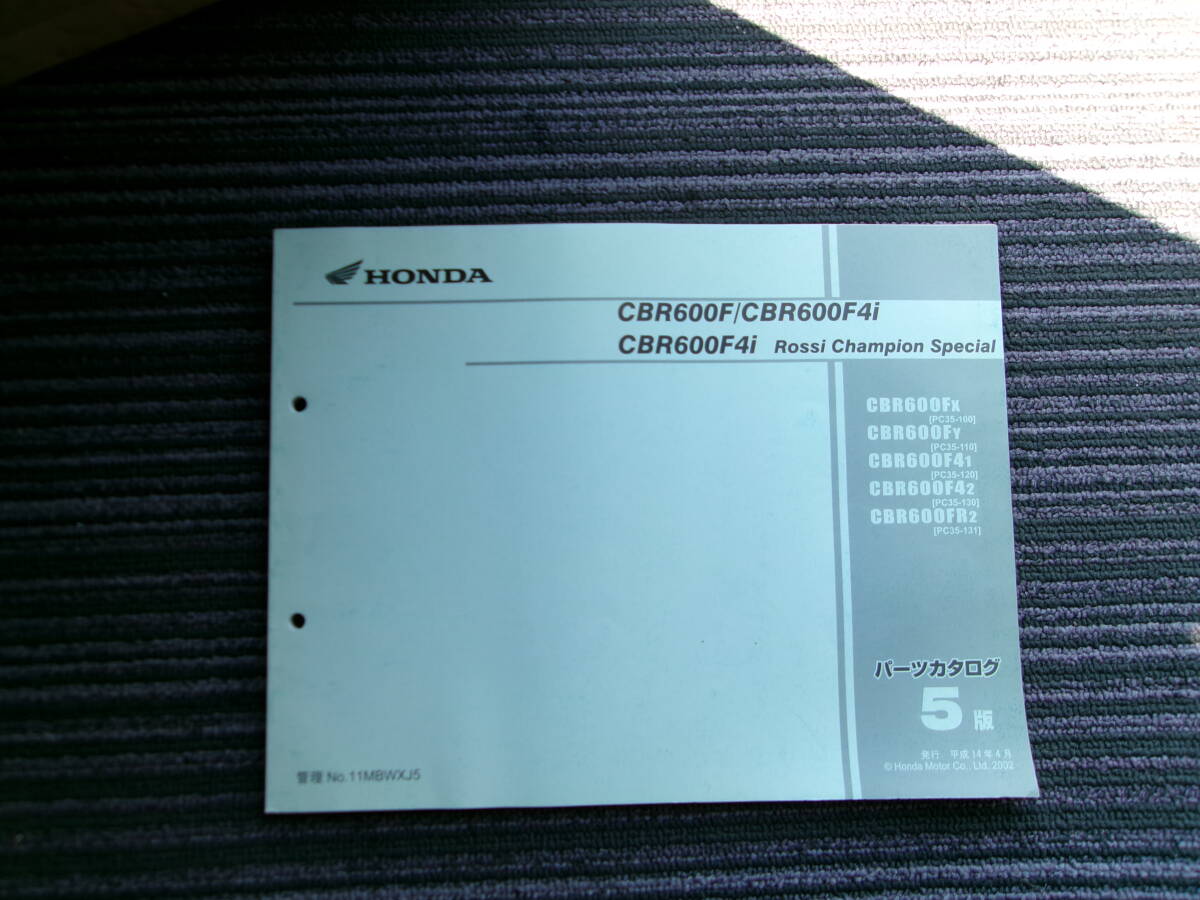 HONDA
CBR600F/CBR600F4i
CBR600F4i Rossi Champion Special
CBR600FX
[PC35-100]
CBR600FY
[PC35-110]
CBR600F41
[PC35-120]
CBR600F42
[PC35-130]
CBR600FR2
[PC35-131]
パーツカタログ
5版
発行 平成14年4月
© Honda Motor Co., Ltd. 2002
管理 No.11MBWXJ5